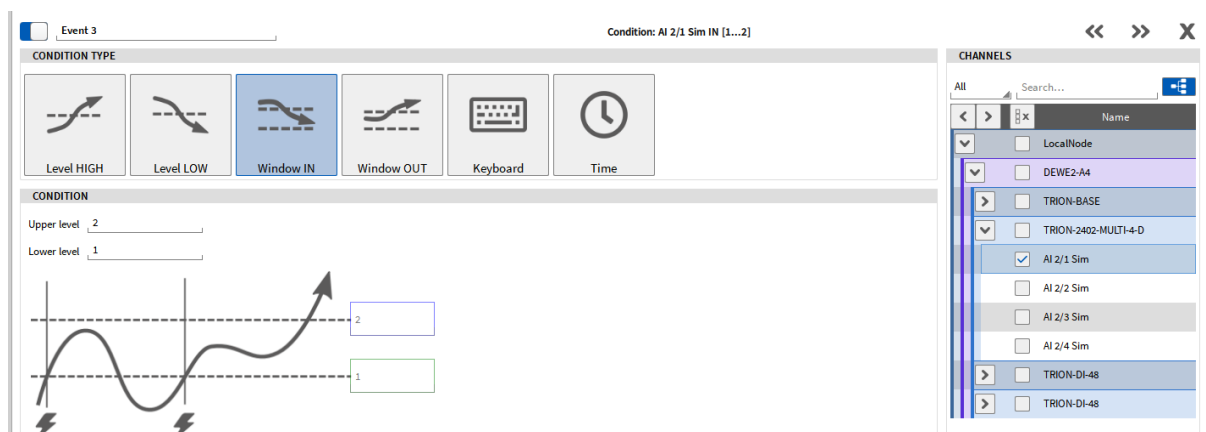 Event 3
Condition: AI 2/1 Sim IN [1...2]
X
CONDITION TYPE
Level HIGH
Level LOW
Window IN
Window OUT
Keyboard
Time
CONDITION
Upper level 2
Lower level 1
2
1
CHANNELS
All
Search...
Name
LocalNode
DEWE2-A4
TRION-BASE
TRION-2402-MULTI-4-D
AI 2/1 Sim
AI 2/2 Sim
AI 2/3 Sim
AI 2/4 Sim
TRION-DI-48
TRION-DI-48